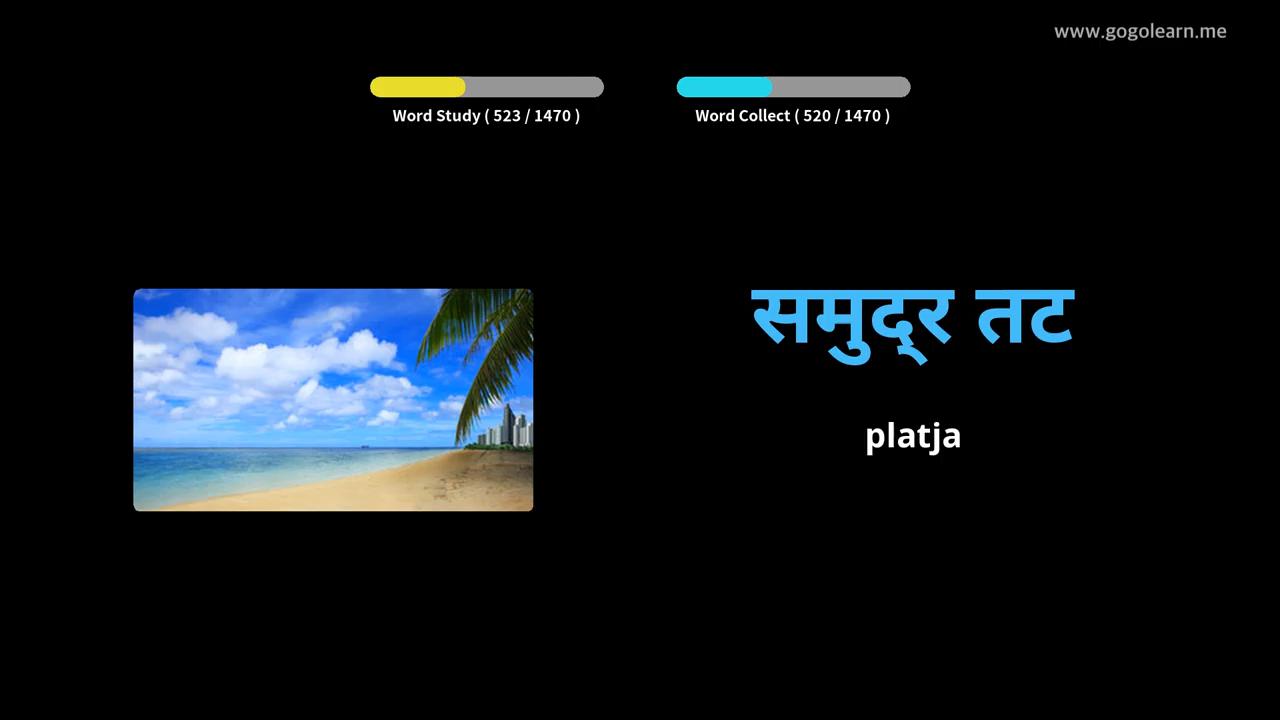 www.gogolearn.me
Word Study ( 523 / 1470 )
Word Collect ( 520 / 1470 )
समुद्र तट
platja